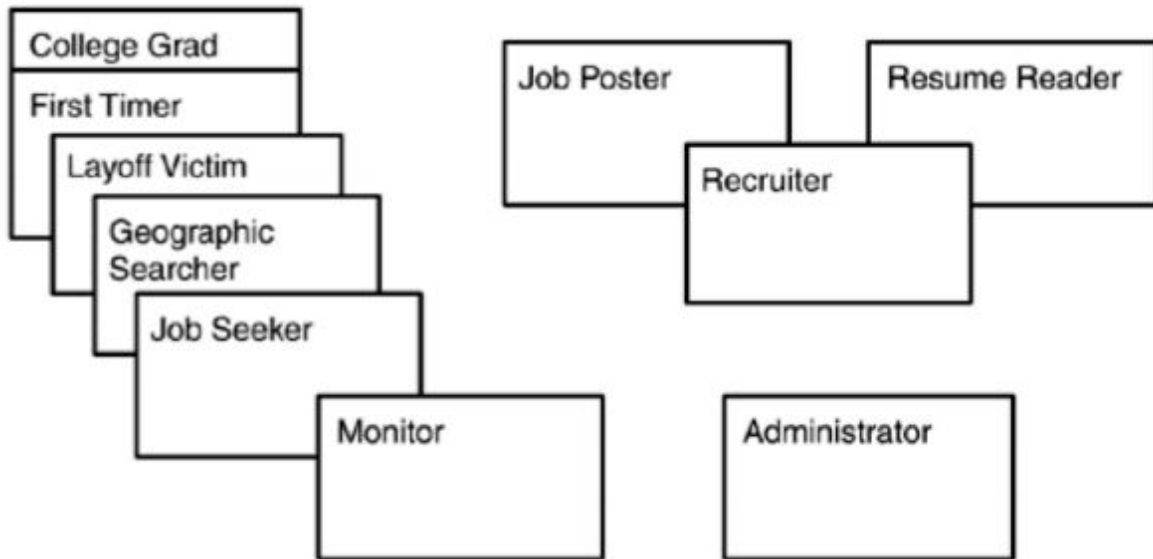 College Grad
First Timer
Layoff Victim
Geographic
Searcher
Job Seeker
Monitor
Job Poster
Resume Reader
Recruiter
Administrator